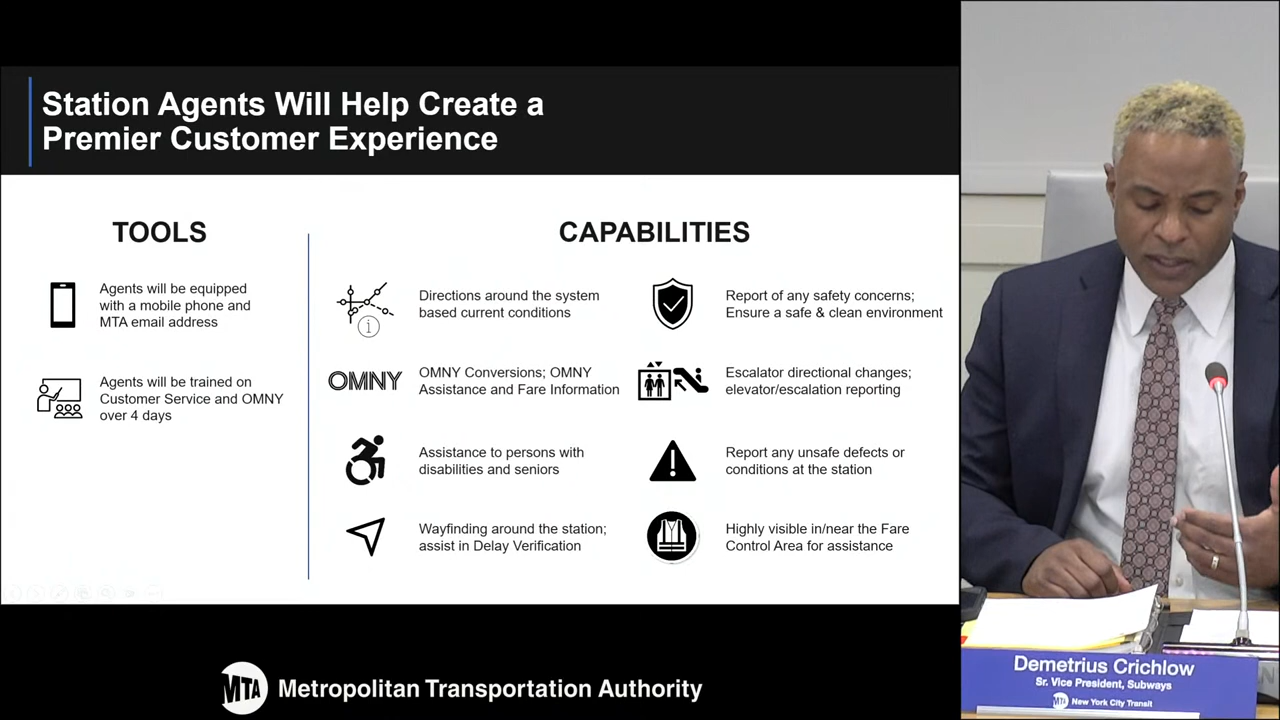 Station Agents Will Help Create a
Premier Customer Experience
TOOLS
Agents will be equipped
with a mobile phone and
MTA email address
Agents will be trained on
Customer Service and OMNY
over 4 days
CAPABILITIES
Directions around the system
based current conditions
OMNY
OMNY Conversions; OMNY
Assistance and Fare Information
Assistance to persons with
disabilities and seniors
Wayfinding around the station;
assist in Delay Verification
Report of any safety concerns;
Ensure a safe & clean environment
Escalator directional changes;
elevator/escalation reporting
Report any unsafe defects or
conditions at the station
Highly visible in/near the Fare
Control Area for assistance
MTA Metropolitan Transportation Authority
Demetrius Crichlow
Sr. Vice President, Subways
MTA New York City Transit